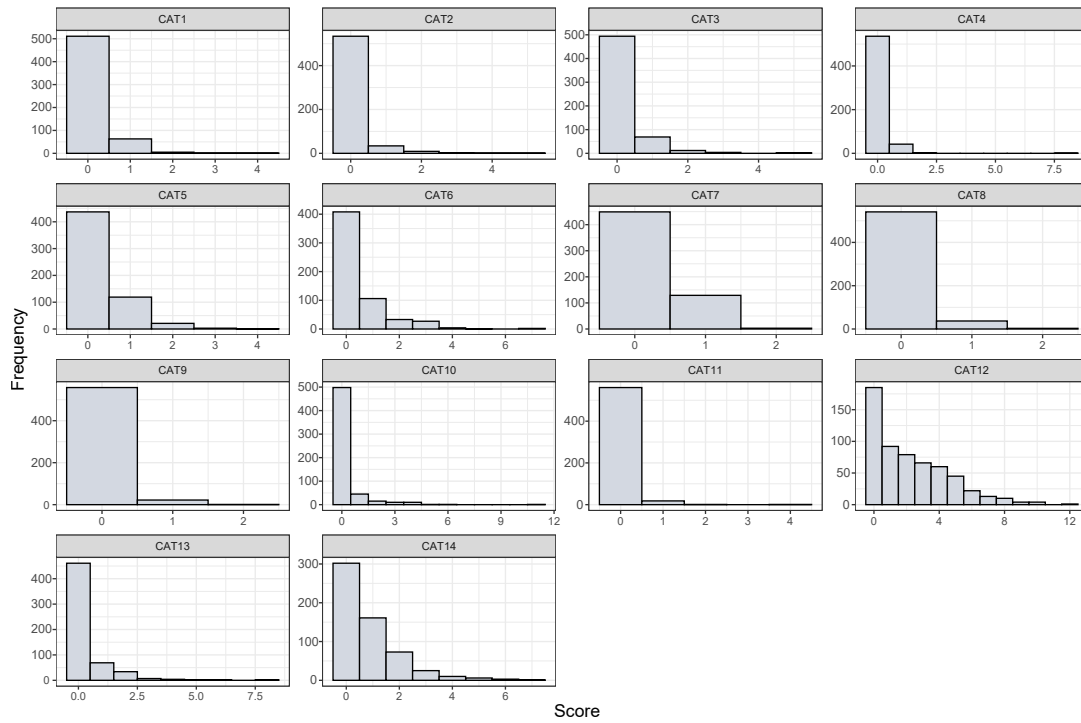 CAT1 CAT2 CAT3 CAT4
500 400 300 200 100 0
0 1 2 3 4
400 200 0
0 2 4
500 400 300 200 100 0
0 2 4
400 200 0
0.0 2.5 5.0 7.5
CAT5 CAT6 CAT7 CAT8
400 300 200 100 0
0 1 2 3 4
400 300 200 100 0
0 2 4 6
400 300 200 100 0
0 1 2
400 200 0
0 1 2
CAT9 CAT10 CAT11 CAT12
400 200 0
0 1 2
500 400 300 200 100 0
0 3 6 9 12
400 200 0
0 1 2 3 4
150 100 50 0
0 4 8 12
CAT13 CAT14
400 300 200 100 0
0.0 2.5 5.0 7.5
300 200 100 0
0 2 4 6
Frequency
Score